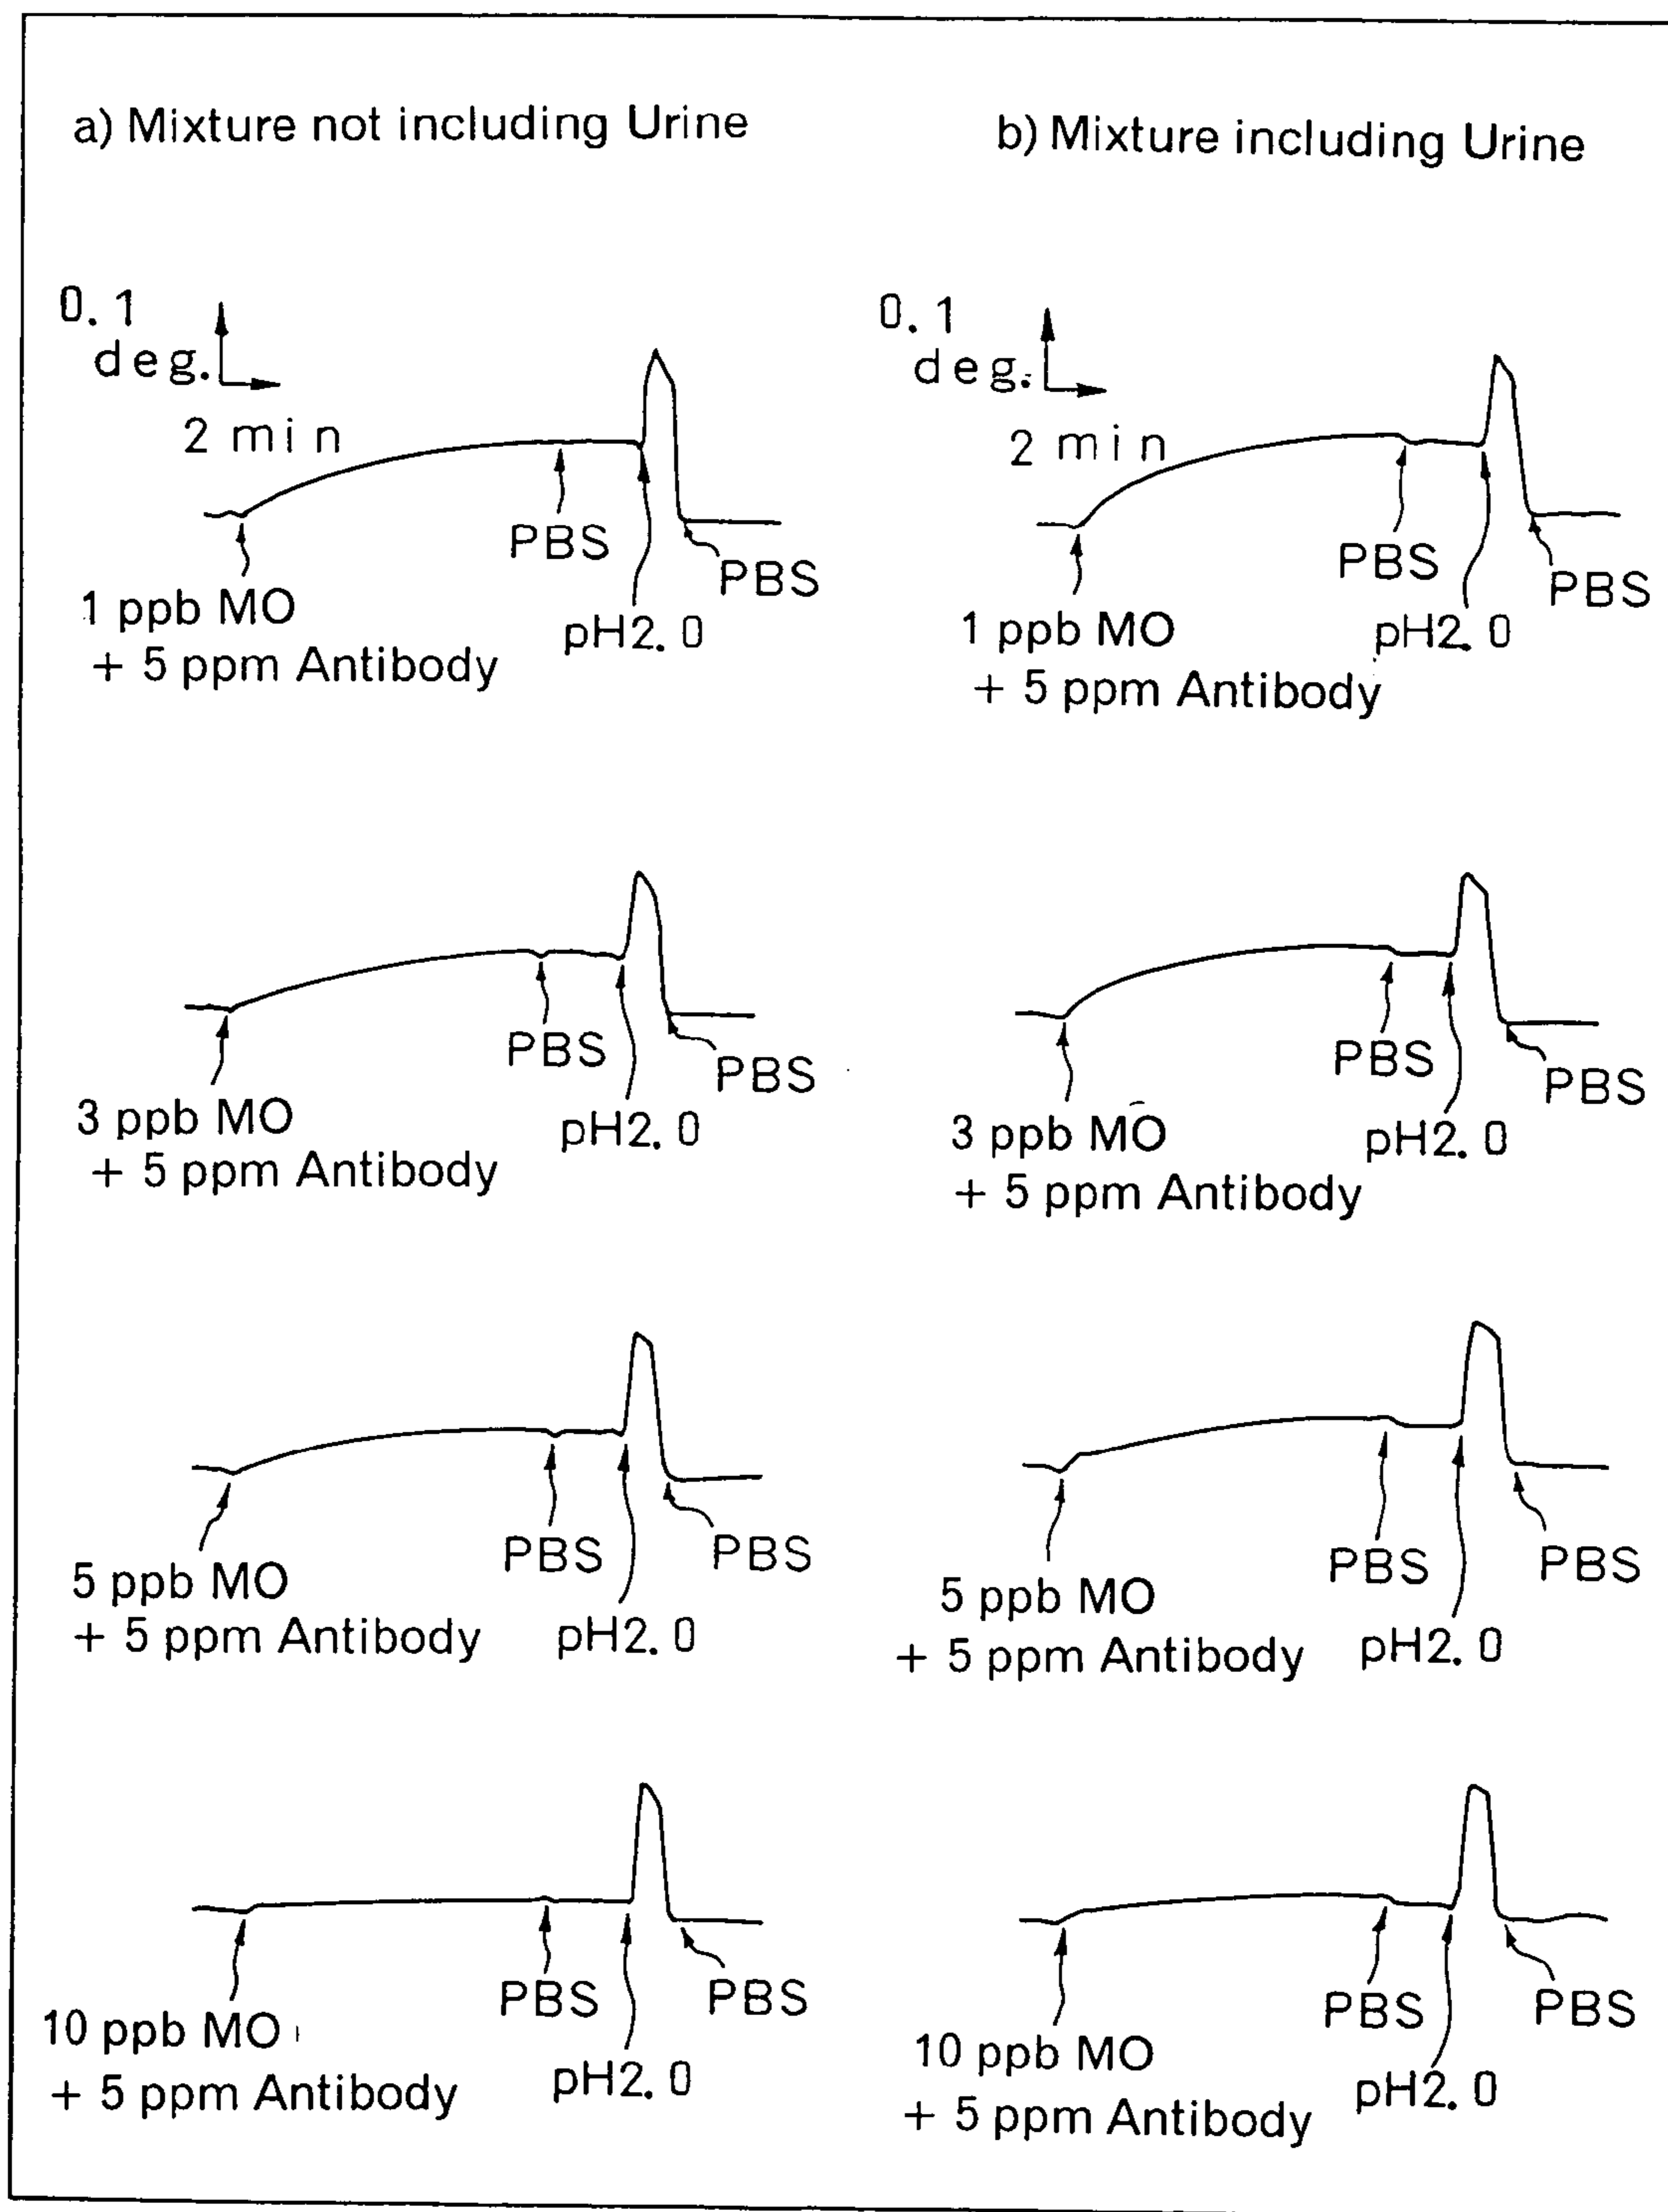 a) Mixture not including Urine
b) Mixture including Urine
0.1
deg.
2 min
PBS
PBS
1 ppb MO
pH2.0
+ 5 ppm Antibody
0.1
deg.
2 min
PBS
PBS
1 ppb MO
pH2.0
+ 5 ppm Antibody
PBS
PBS
3 ppb MO
pH2.0
+ 5 ppm Antibody
PBS
PBS
3 ppb MO
pH2.0
+ 5 ppm Antibody
PBS
PBS
5 ppb MO
+ 5 ppm Antibody
pH2.0
PBS
PBS
5 ppb MO
+ 5 ppm Antibody
pH2.0
PBS
PBS
10 ppb MO
+ 5 ppm Antibody
pH2.0
PBS
PBS
10 ppb MO
+ 5 ppm Antibody
pH2.0